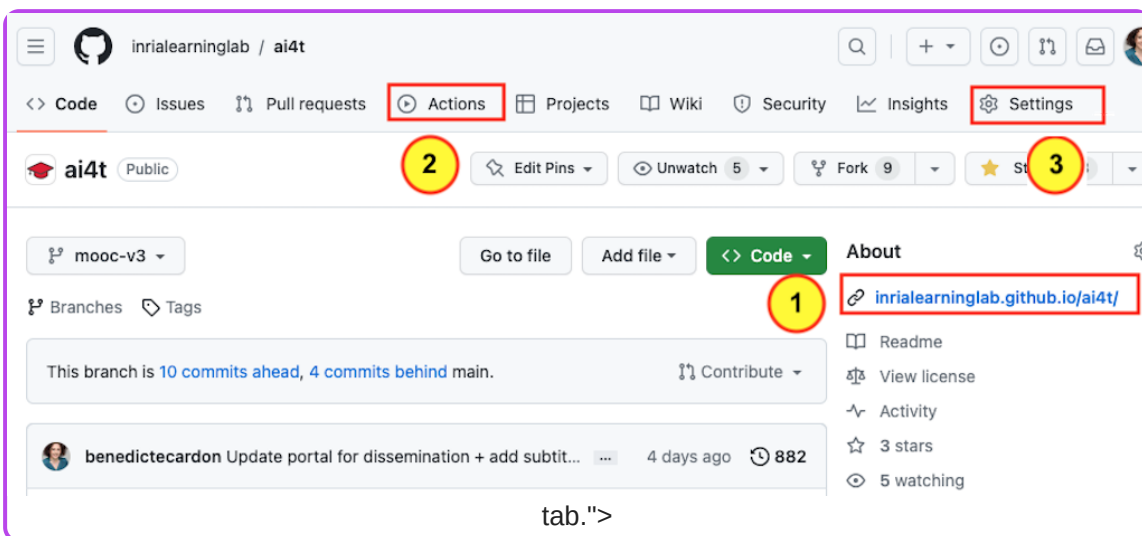 inrialearninglab / ai4t
Code Issues Pull requests Actions Projects Wiki Security Insights Settings
ai4t Public 2 Edit Pins Unwatch 5 Fork 9 3
mooc-v3 Go to file Add file Code About
1 inrialearninglab.github.io/ai4t/
Branches Tags
Readme
This branch is 10 commits ahead, 4 commits behind main. Contribute
View license
Activity
3 stars
benedictecardon Update portal for dissemination + add subtit... ... 4 days ago 882
5 watching
tab.">